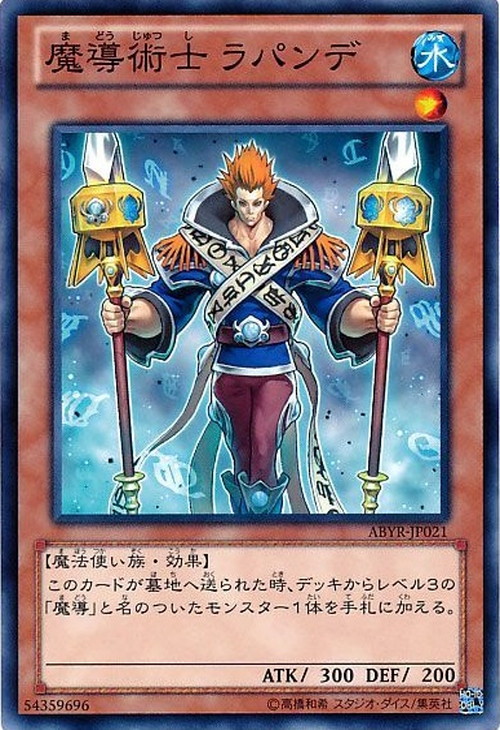 魔導術士 ラパンデ
水
ABYR-JP021
【魔法使い族・効果】
このカードが墓地へ送られた時、デッキからレベル3の
「魔導」と名のついたモンスター1体を手札に加える。
ATK/ 300 DEF/ 200
54359696
©高橋和希 スタジオ・ダイス/集英社